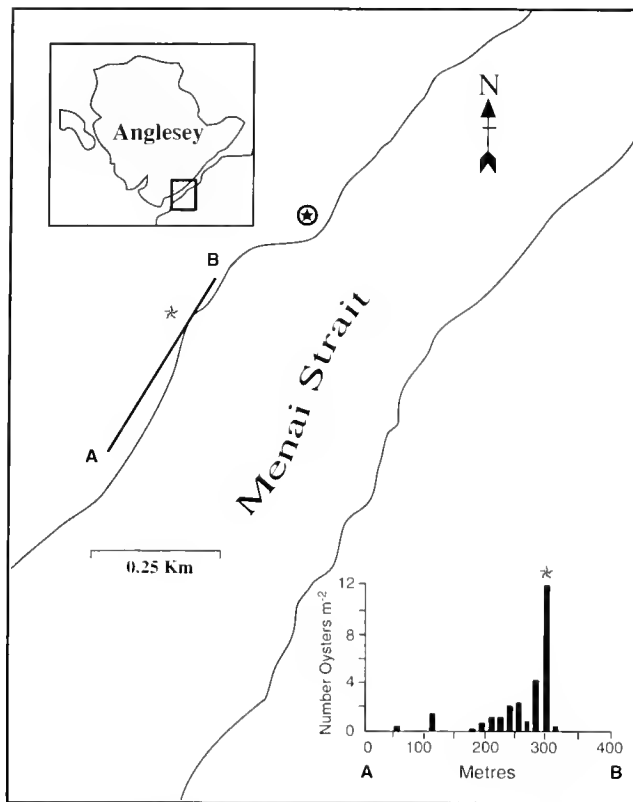 Anglesey
N
B
A
Menai Strait
0.25 Km
Number Oysters m⁻²
12
8
4
0
0 100 200 300 400
A Metres B